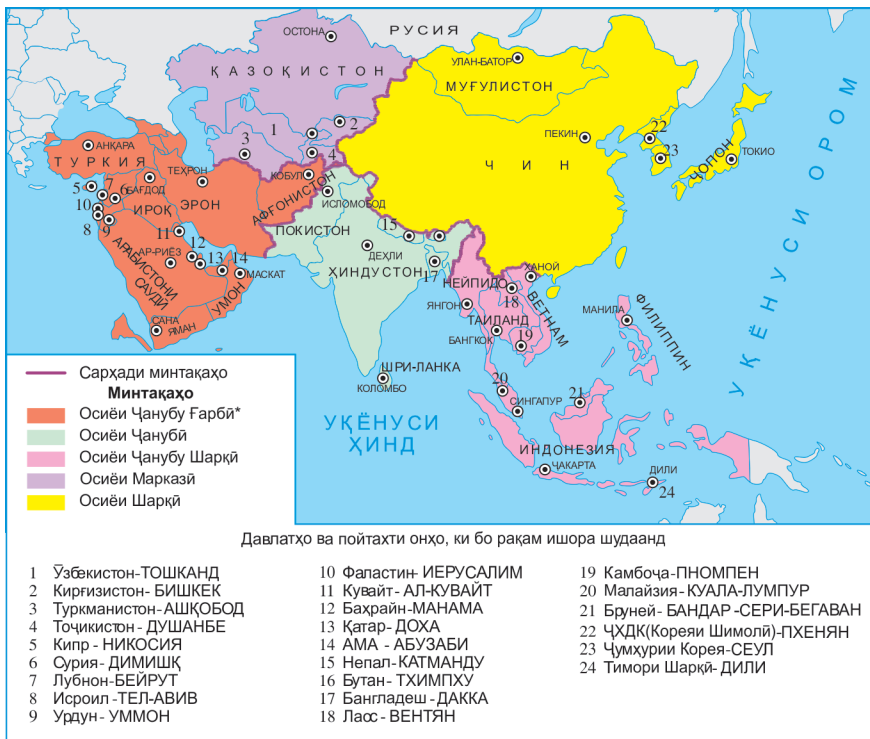 РУСИЯ
ОСТОНА
ҚАЗОҚИСТОН
УЛАН-БАТОР
МУҒУЛИСТОН
1
2
3
4
ПЕКИН
22
23
ТОКИО
ҶОПОН
ЧИН
АНҚАРА
ТУРКИЯ
ТЕҲРОН
КОБУЛ
АФҒОНИСТОН
БАҒДОД
ИРОҚ
ЭРОН
5
7
6
10
8
9
11
12
13
14
ИСЛОМОБОД
ПОКИСТОН
15
ДЕҲЛИ
ҲИНДУСТОН
17
АР-РИЁЗ
АРАБИСТОНИ
САУДӢ
МАСКАТ
УМОН
САНА
ЯМАН
ХАНОЙ
НЕЙПИДО
18
ВЕТНАМ
ЯНГОН
ТАИЛАНД
БАНГКОК
19
МАНИЛА
ФИЛИППИН
ШРИ-ЛАНКА
КОЛОМБО
20
СИНГАПУР
21
ИНДОНЕЗИЯ
ҶАКАРТА
ДИЛИ
24
УҚЁНУСИ ОРОМ
УҚЁНУСИ
ҲИНД
Сарҳади минтақаҳо
Минтақаҳо
Осиёи Ҷанубу Ғарбӣ*
Осиёи Ҷанубӣ
Осиёи Ҷанубу Шарқӣ
Осиёи Марказӣ
Осиёи Шарқӣ
Давлатҳо ва пойтахти онҳо, ки бо рақам ишора шудаанд
1 Ӯзбекистон-ТОШКАНД
2 Кирғизистон- БИШКЕК
3 Туркманистон-АШҚОБОД
4 Тоҷикистон- ДУШАНБЕ
5 Кипр - НИКОСИЯ
6 Сурия- ДИМИШҚ
7 Лубнон-БЕЙРУТ
8 Исроил -ТЕЛ-АВИВ
9 Урдун- УММОН
10 Фаластин- ИЕРУСАЛИМ
11 Кувайт- АЛ-КУВАЙТ
12 Баҳрайн-МАНАМА
13 Қатар- ДОХА
14 АМА - АБУЗАБИ
15 Непал-КАТМАНДУ
16 Бутан- ТХИМПХУ
17 Бангладеш- ДАККА
18 Лаос- ВЕНТЯН
19 Камбоҷа-ПНОМПЕН
20 Малайзия- КУАЛА-ЛУМПУР
21 Бруней- БАНДАР -СЕРИ-БЕГАВАН
22 ҶХДК(Кореяи Шимолӣ)-ПХЕНЯН
23 Ҷумҳурии Корея-СЕУЛ
24 Тимори Шарқӣ- ДИЛИ